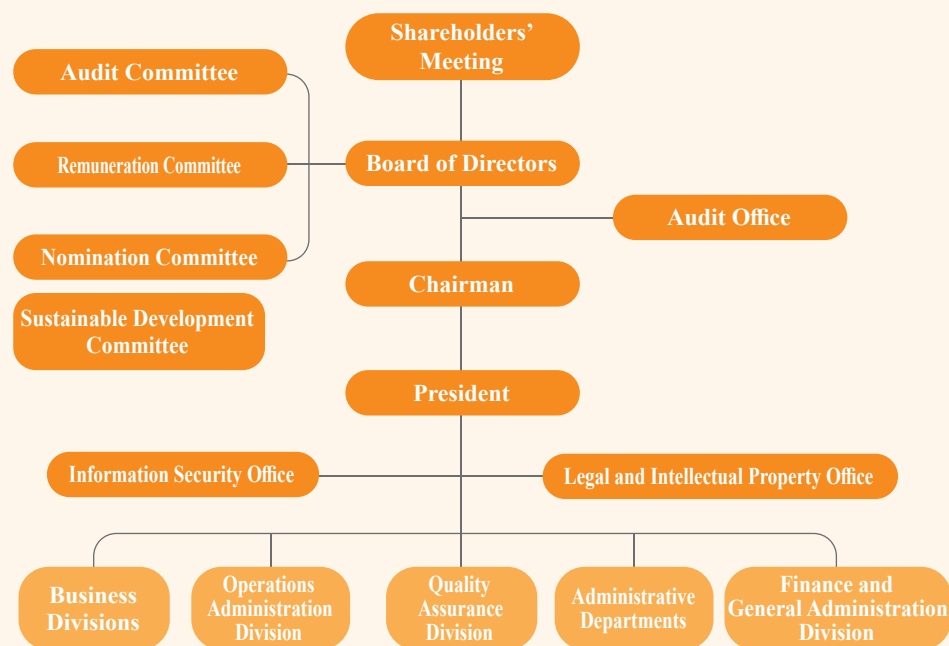 Shareholders’
Meeting
Audit Committee
Remuneration Committee
Board of Directors
Audit Office
Nomination Committee
Chairman
Sustainable Development
Committee
President
Information Security Office
Legal and Intellectual Property Office
Business
Divisions
Operations
Administration
Division
Quality
Assurance
Division
Administrative
Departments
Finance and
General Administration
Division